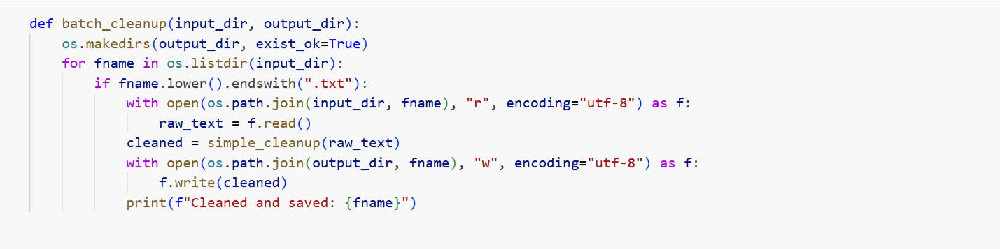 def batch_cleanup(input_dir, output_dir):
    os.makedirs(output_dir, exist_ok=True)
    for fname in os.listdir(input_dir):
        if fname.lower().endswith(".txt"):
            with open(os.path.join(input_dir, fname), "r", encoding="utf-8") as f:
                raw_text = f.read()
            cleaned = simple_cleanup(raw_text)
            with open(os.path.join(output_dir, fname), "w", encoding="utf-8") as f:
                f.write(cleaned)
            print(f"Cleaned and saved: {fname}")